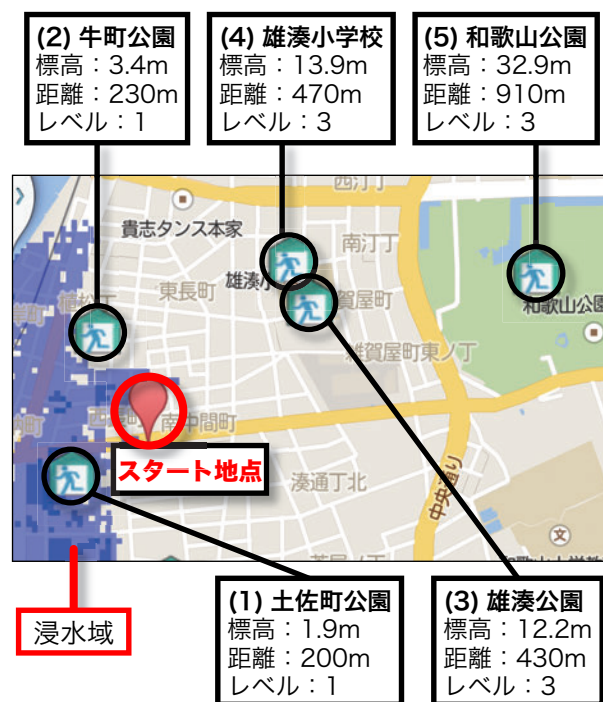 (2) 牛町公園
標高：3.4m
距離：230m
レベル：1
(4) 雄湊小学校
標高：13.9m
距離：470m
レベル：3
(5) 和歌山公園
標高：32.9m
距離：910m
レベル：3
西汀丁
貴志タンス本家
南汀丁
東長町
雄湊小
賀屋町
和歌山公園
雑賀屋町東ノ丁
南中間町
スタート地点
湊通丁北
中央通り
浸水域
(1) 土佐町公園
標高：1.9m
距離：200m
レベル：1
(3) 雄湊公園
標高：12.2m
距離：430m
レベル：3